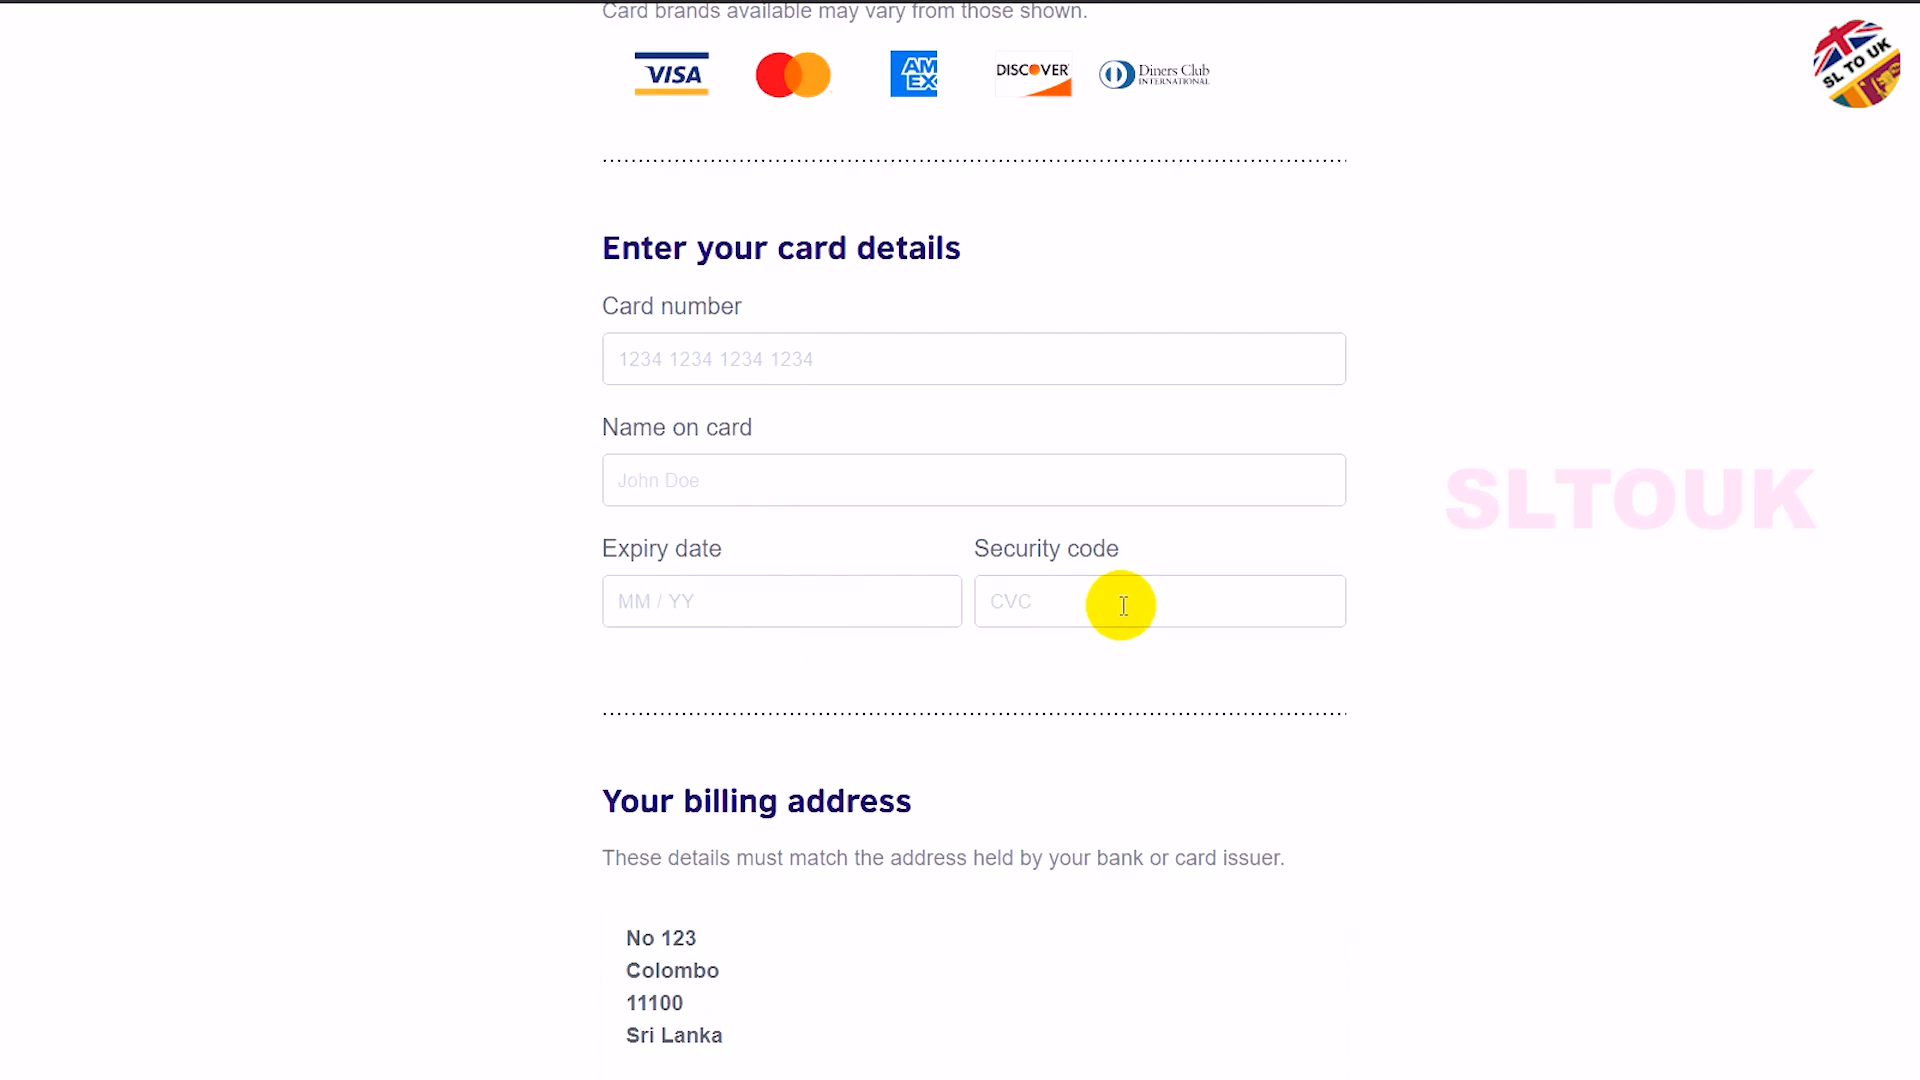 Card brands available may vary from those shown.
VISA
AM
EX
DISCOVER
Diners Club
INTERNATIONAL
SL TO UK
Enter your card details
Card number
1234 1234 1234 1234
Name on card
John Doe
SLTOUK
Expiry date
Security code
MM / YY
CVC
Your billing address
These details must match the address held by your bank or card issuer.
No 123
Colombo
11100
Sri Lanka